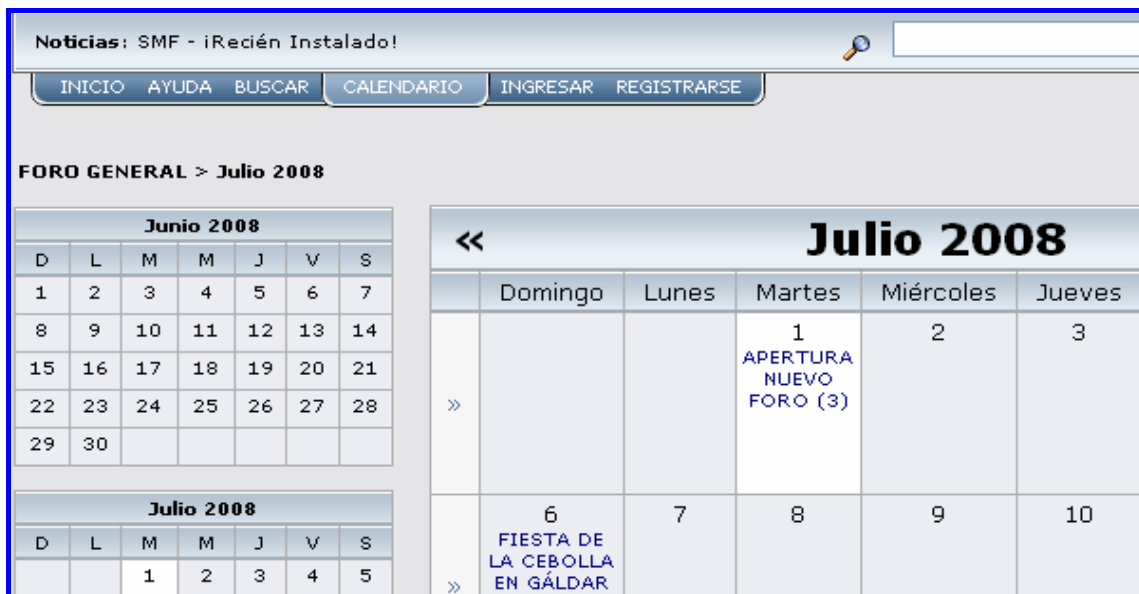 Noticias: SMF - ¡Recién Instalado!
INICIO AYUDA BUSCAR CALENDARIO INGRESAR REGISTRARSE
FORO GENERAL > Julio 2008
Junio 2008
D L M M J V S
1 2 3 4 5 6 7
8 9 10 11 12 13 14
15 16 17 18 19 20 21
22 23 24 25 26 27 28
29 30
Julio 2008
D L M M J V S
1 2 3 4 5
« Julio 2008
Domingo Lunes Martes Miércoles Jueves
1 2 3
APERTURA
NUEVO
» FORO (3)
6 7 8 9 10
FIESTA DE
LA CEBOLLA
» EN GÁLDAR